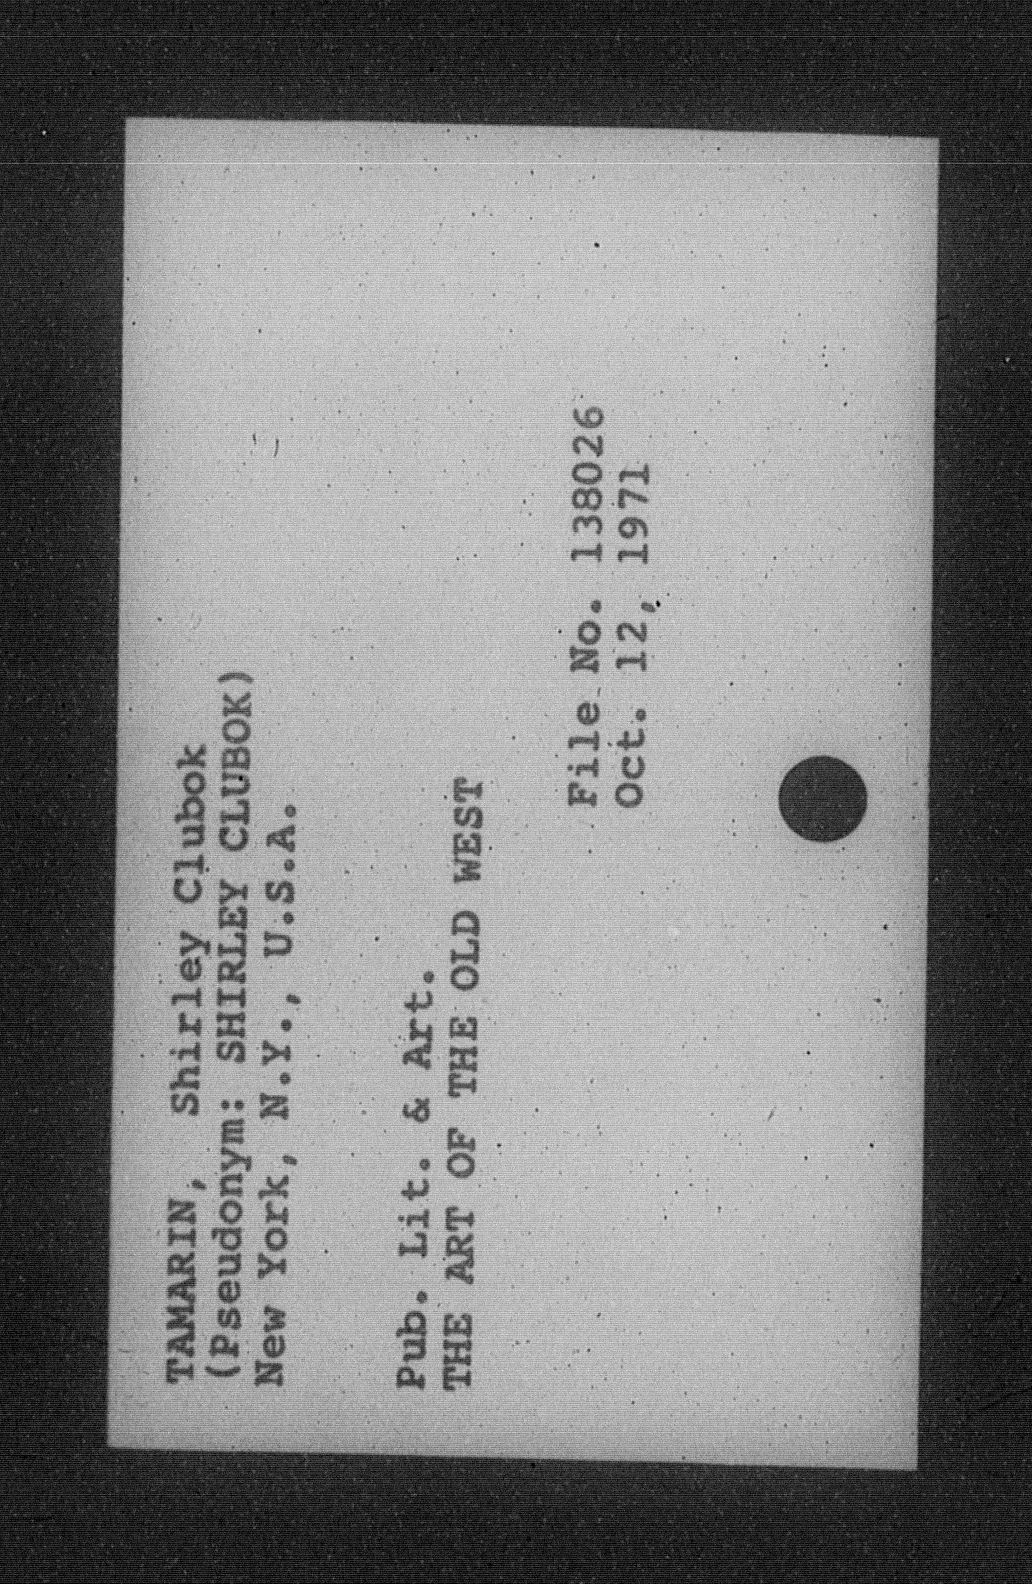 TAMARIN, Shirley Clubok
(Pseudonym: SHIRLEY CLUBOK)
New York, N.Y., U.S.A.
Pub. Lit. & Art.
THE ART OF THE OLD WEST
File No. 138026
Oct. 12, 1971